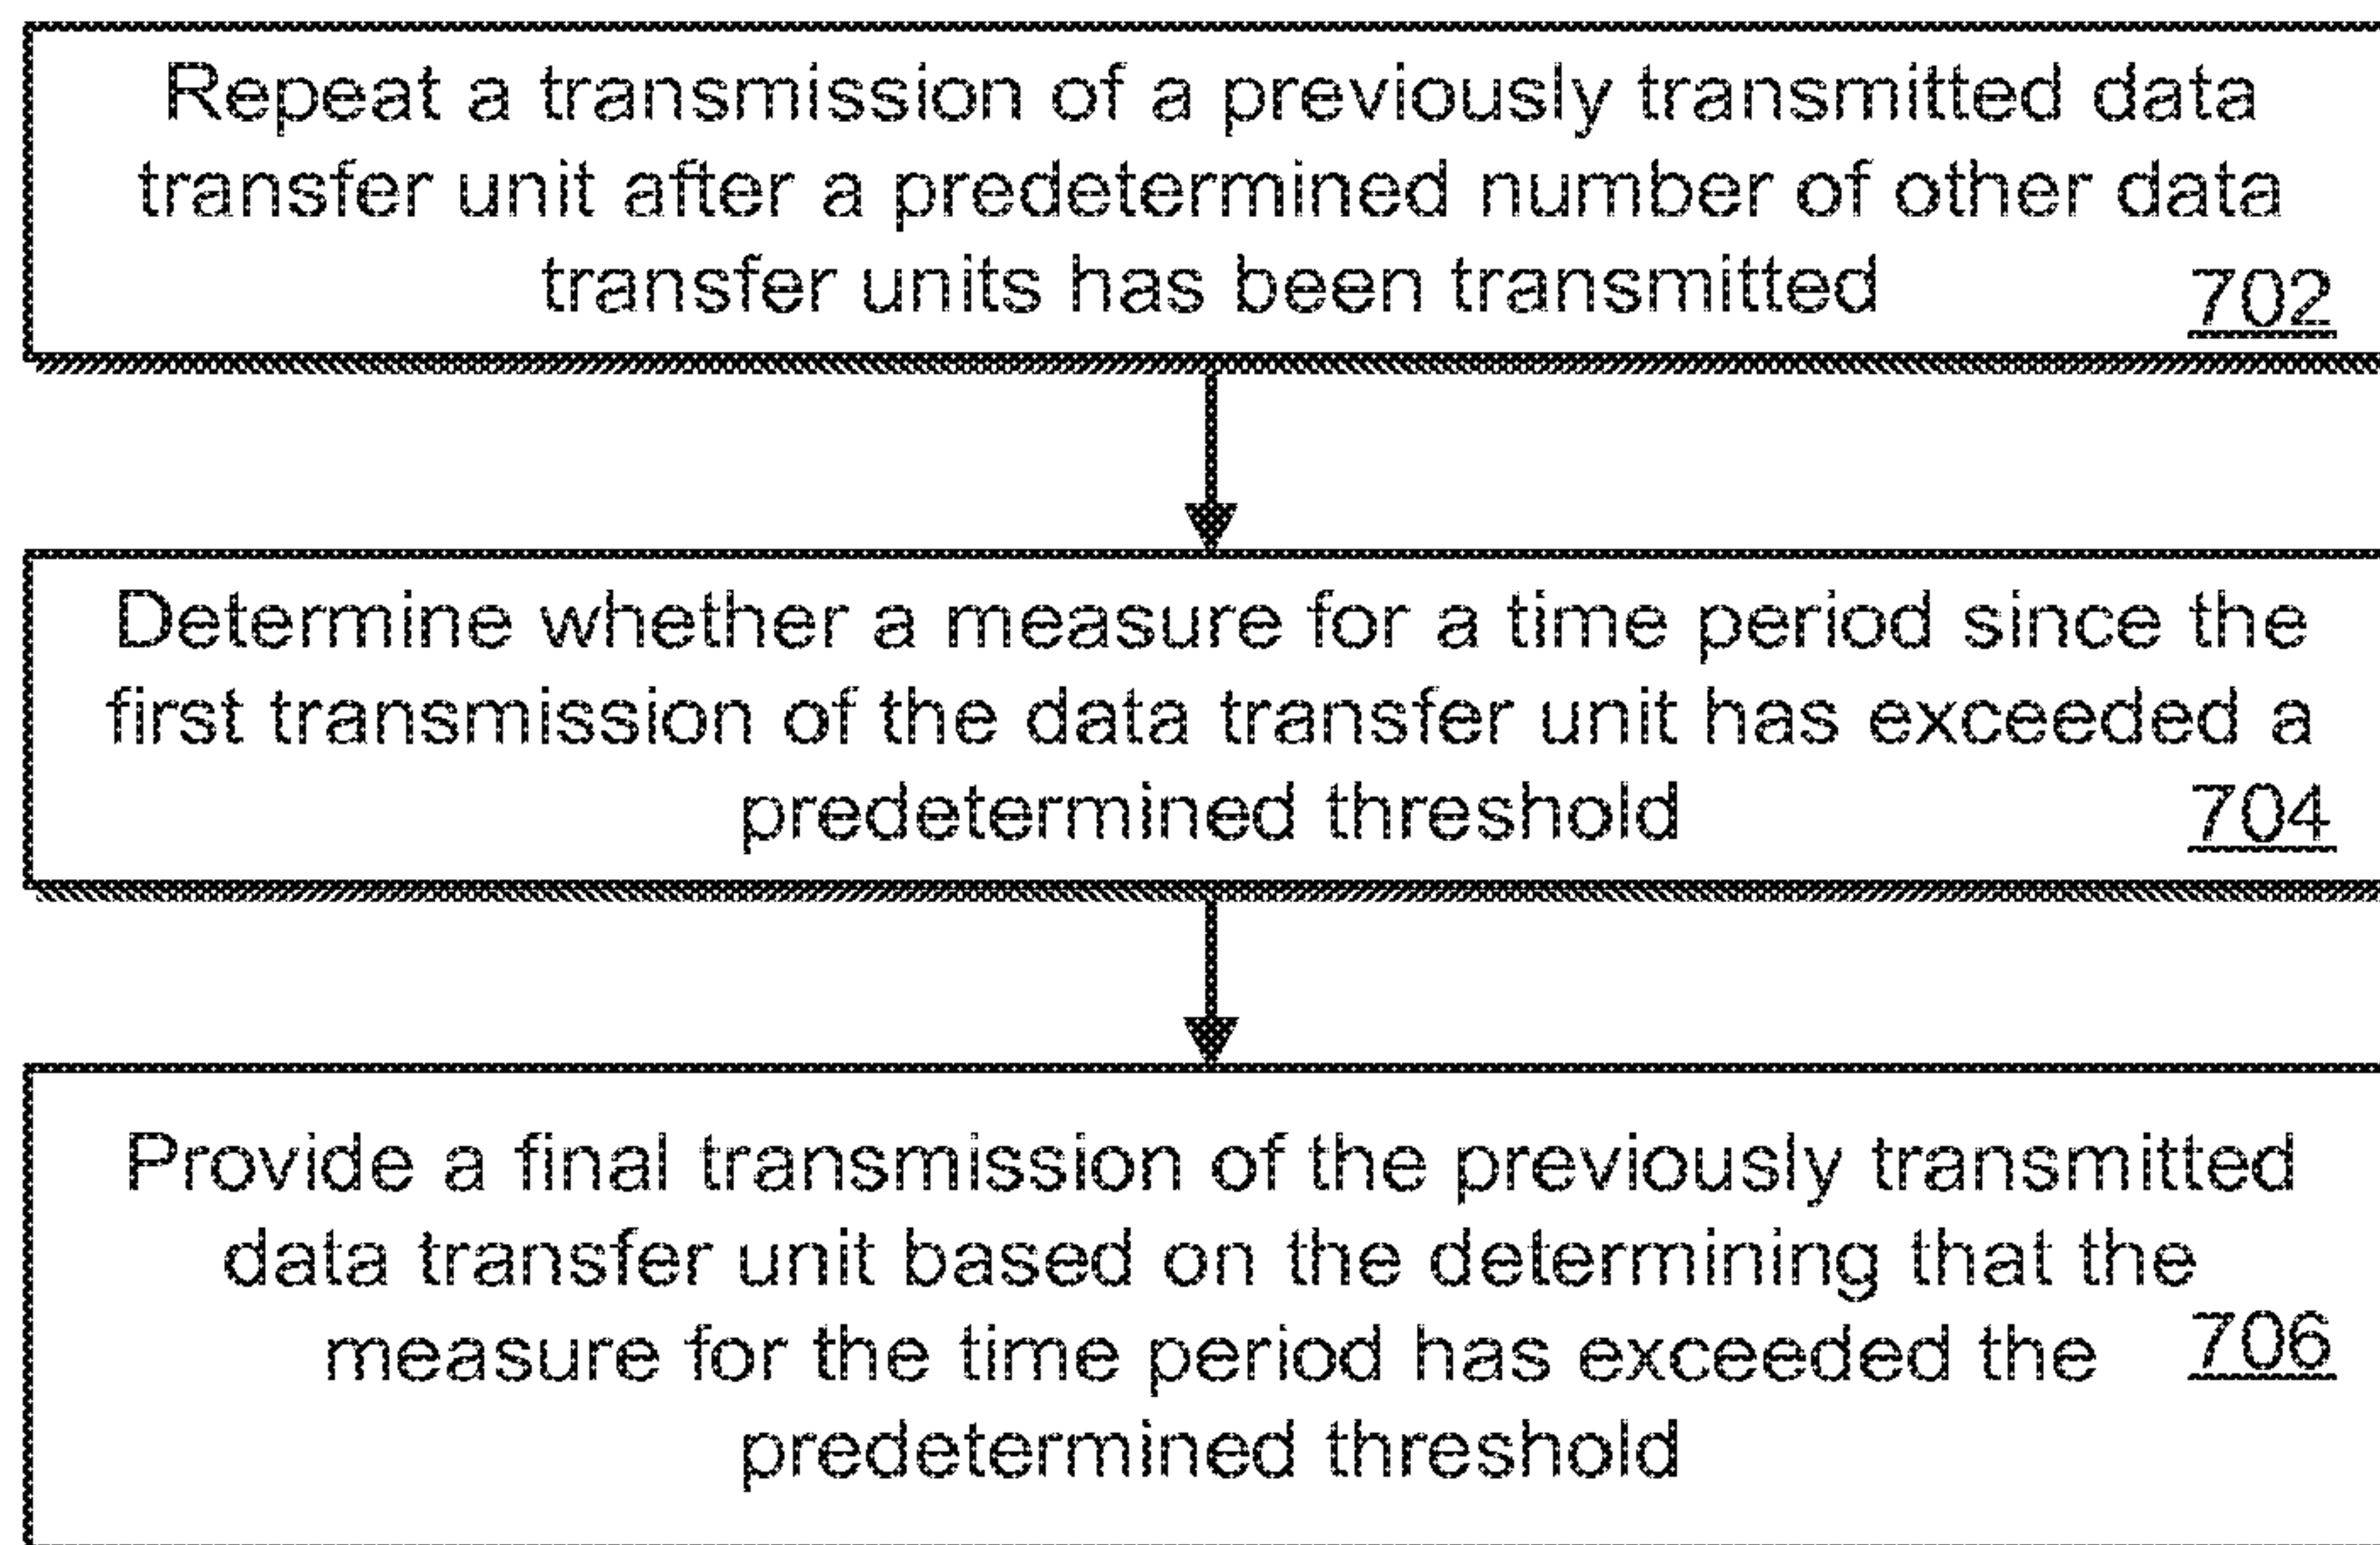 Repeat a transmission of a previously transmitted data
transfer unit after a predetermined number of other data
transfer units has been transmitted 702
Determine whether a measure for a time period since the
first transmission of the data transfer unit has exceeded a
predetermined threshold 704
Provide a final transmission of the previously transmitted
data transfer unit based on the determining that the
measure for the time period has exceeded the 706
predetermined threshold